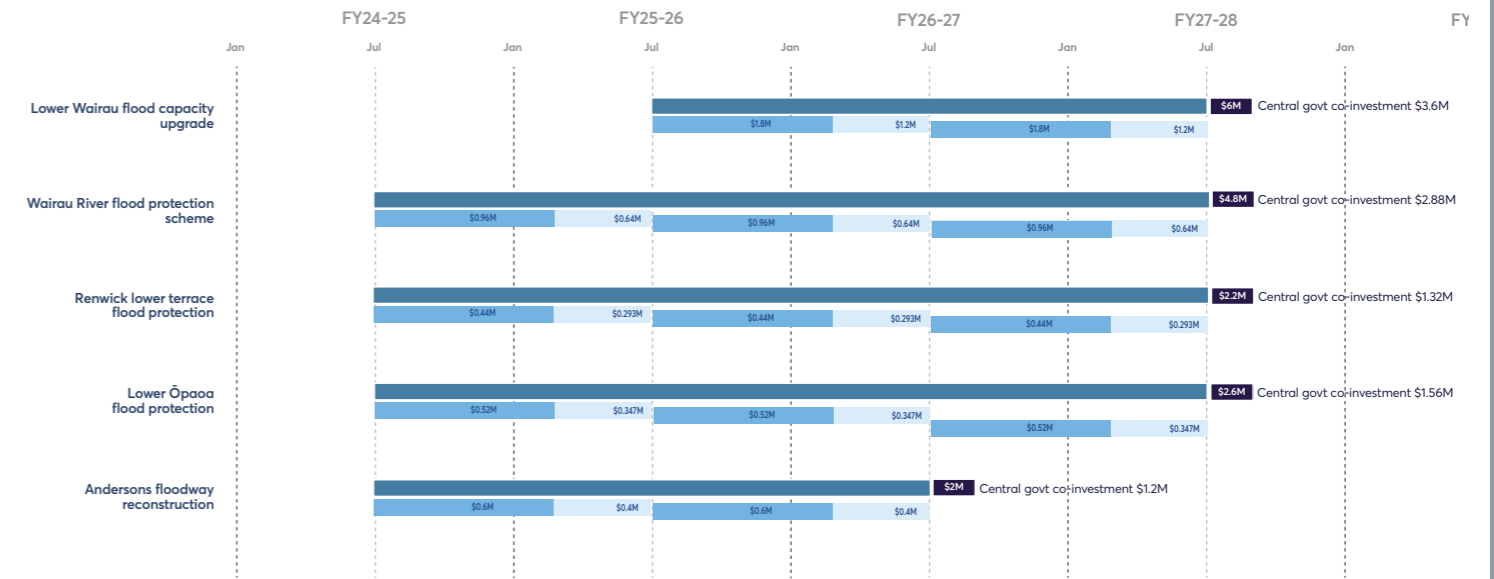 FY24-25 FY25-26 FY26-27 FY27-28 FY
Jan Jul Jan Jul Jan Jul Jan Jul Jan
Lower Wairau flood capacity
upgrade
$6M Central govt co-investment $3.6M
$1.8M $1.2M $1.8M $1.2M
Wairau River flood protection
scheme
$4.8M Central govt co-investment $2.88M
$0.96M $0.64M $0.96M $0.64M $0.96M $0.64M
Renwick lower terrace
flood protection
$2.2M Central govt co-investment $1.32M
$0.44M $0.293M $0.44M $0.293M $0.44M $0.293M
Lower Ōpaoa
flood protection
$2.6M Central govt co-investment $1.56M
$0.52M $0.347M $0.52M $0.347M $0.52M $0.347M
Andersons floodway
reconstruction
$2M Central govt co-investment $1.2M
$0.6M $0.4M $0.6M $0.4M